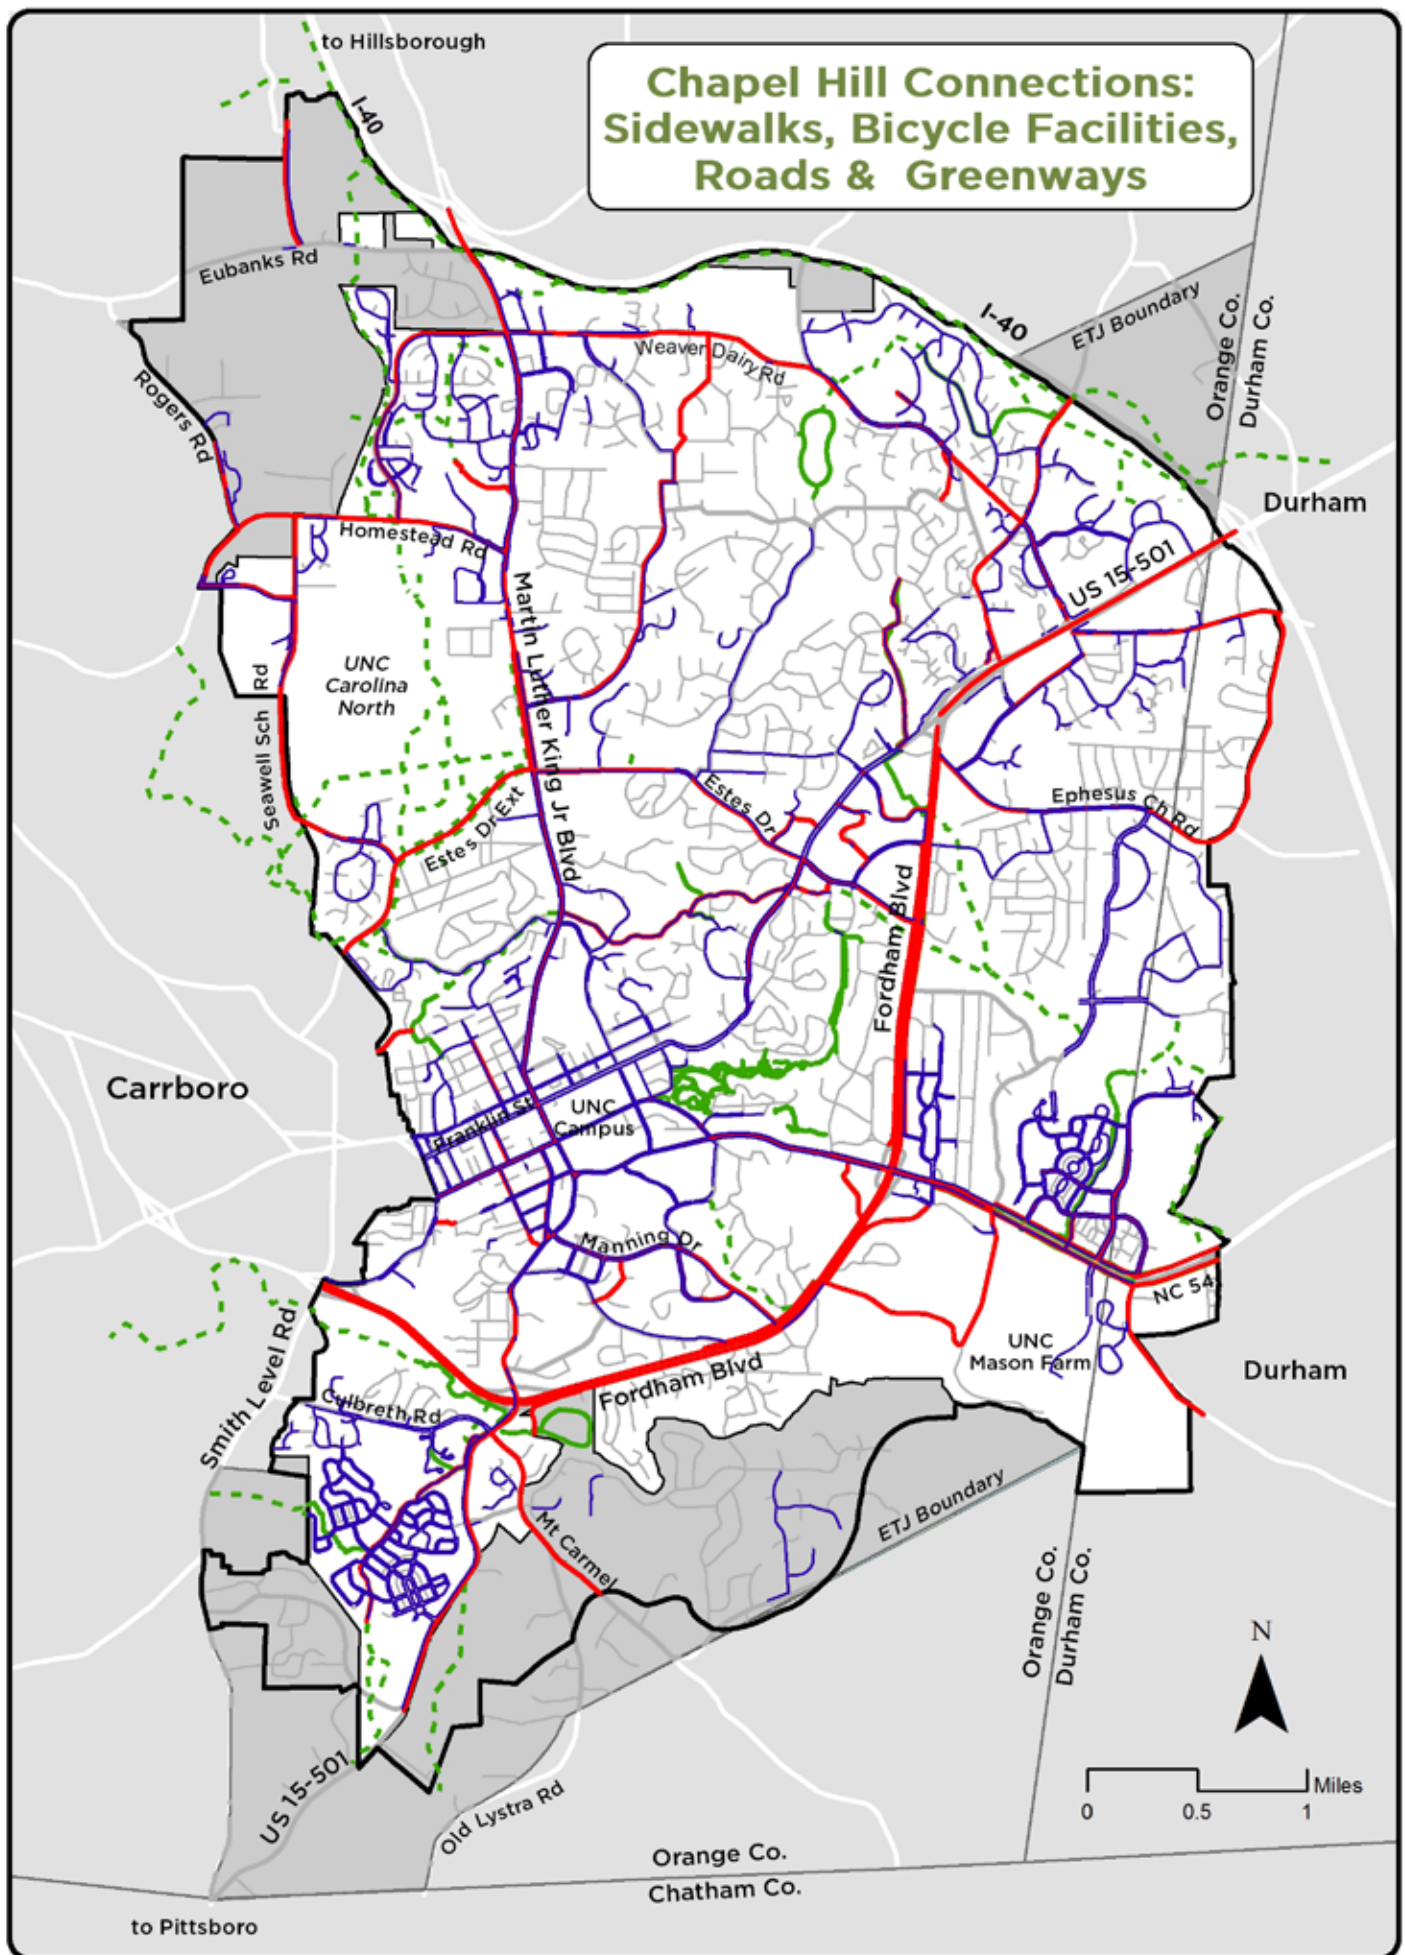 to Hillsborough
I-40
Chapel Hill Connections:
Sidewalks, Bicycle Facilities,
Roads & Greenways
Eubanks Rd
I-40
ETJ Boundary
Orange Co.
Durham Co.
Weaver Dairy Rd
Rogers Rd
Durham
Homestead Rd
US 15-501
Martin Luther King Jr Blvd
UNC
Carolina
North
Seawell Sch Rd
Estes Dr
Ephesus Ch Rd
Estes Dr Ext
Fordham Blvd
Carrboro
Franklin St
UNC
Campus
Manning Dr
NC 54
UNC
Mason Farm
Durham
Smith Level Rd
Fordham Blvd
Culbreth Rd
ETJ Boundary
Mt Carmel
Orange Co.
Durham Co.
N
US 15-501
Old Lystra Rd
Miles
0 0.5 1
Orange Co.
Chatham Co.
to Pittsboro